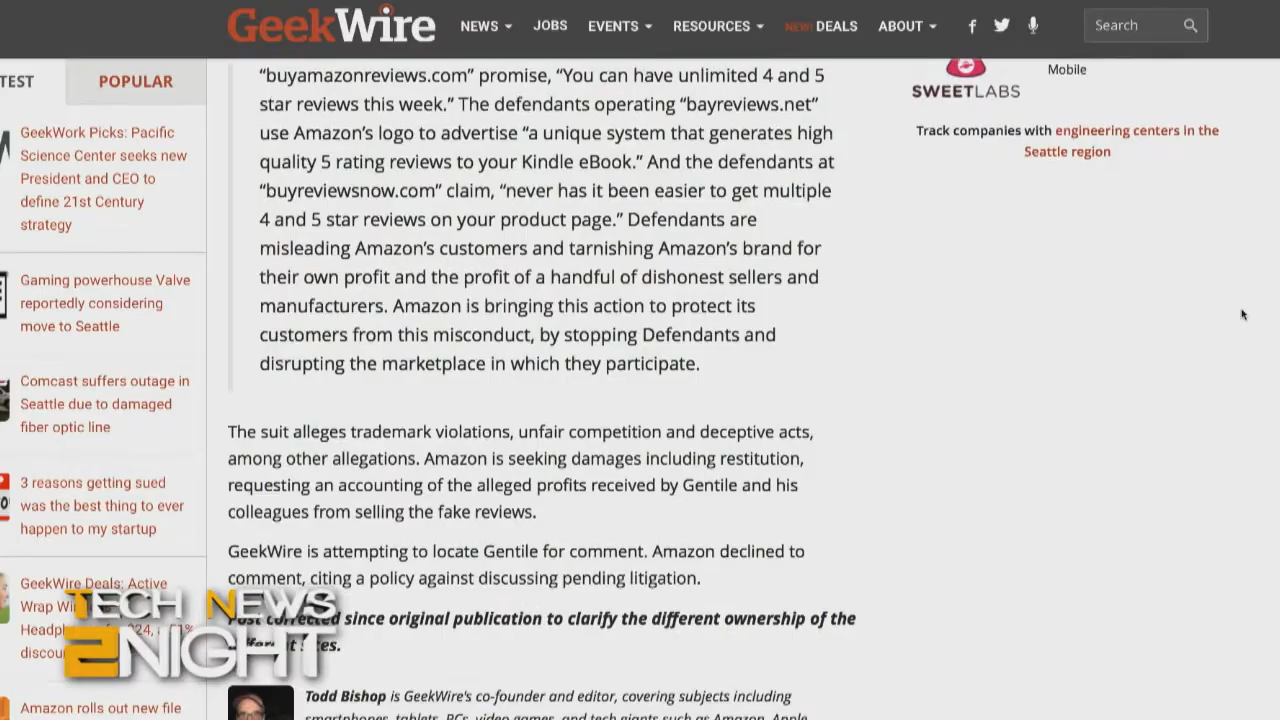 GeekWire
NEWS
JOBS
EVENTS
RESOURCES
NEW! DEALS
ABOUT
Search
TEST
POPULAR
GeekWork Picks: Pacific
Science Center seeks new
President and CEO to
define 21st Century
strategy
Gaming powerhouse Valve
reportedly considering
move to Seattle
Comcast suffers outage in
Seattle due to damaged
fiber optic line
3 reasons getting sued
was the best thing to ever
happen to my startup
GeekWire Deals: Active
Wrap
discou
Amazon rolls out new file
“buyamazonreviews.com” promise, “You can have unlimited 4 and 5
star reviews this week.” The defendants operating “bayreviews.net”
use Amazon’s logo to advertise “a unique system that generates high
quality 5 rating reviews to your Kindle eBook.” And the defendants at
“buyreviewsnow.com” claim, “never has it been easier to get multiple
4 and 5 star reviews on your product page.” Defendants are
misleading Amazon’s customers and tarnishing Amazon’s brand for
their own profit and the profit of a handful of dishonest sellers and
manufacturers. Amazon is bringing this action to protect its
customers from this misconduct, by stopping Defendants and
disrupting the marketplace in which they participate.
The suit alleges trademark violations, unfair competition and deceptive acts,
among other allegations. Amazon is seeking damages including restitution,
requesting an accounting of the alleged profits received by Gentile and his
colleagues from selling the fake reviews.
GeekWire is attempting to locate Gentile for comment. Amazon declined to
comment, citing a policy against discussing pending litigation.
Post corrected since original publication to clarify the different ownership of the
different sites.
Todd Bishop is GeekWire's co-founder and editor, covering subjects including
smartphones, tablets, PCs, video games, and tech giants such as Amazon, Apple,
SWEETLABS
Mobile
Track companies with engineering centers in the
Seattle region
TECH NEWS
2NIGHT